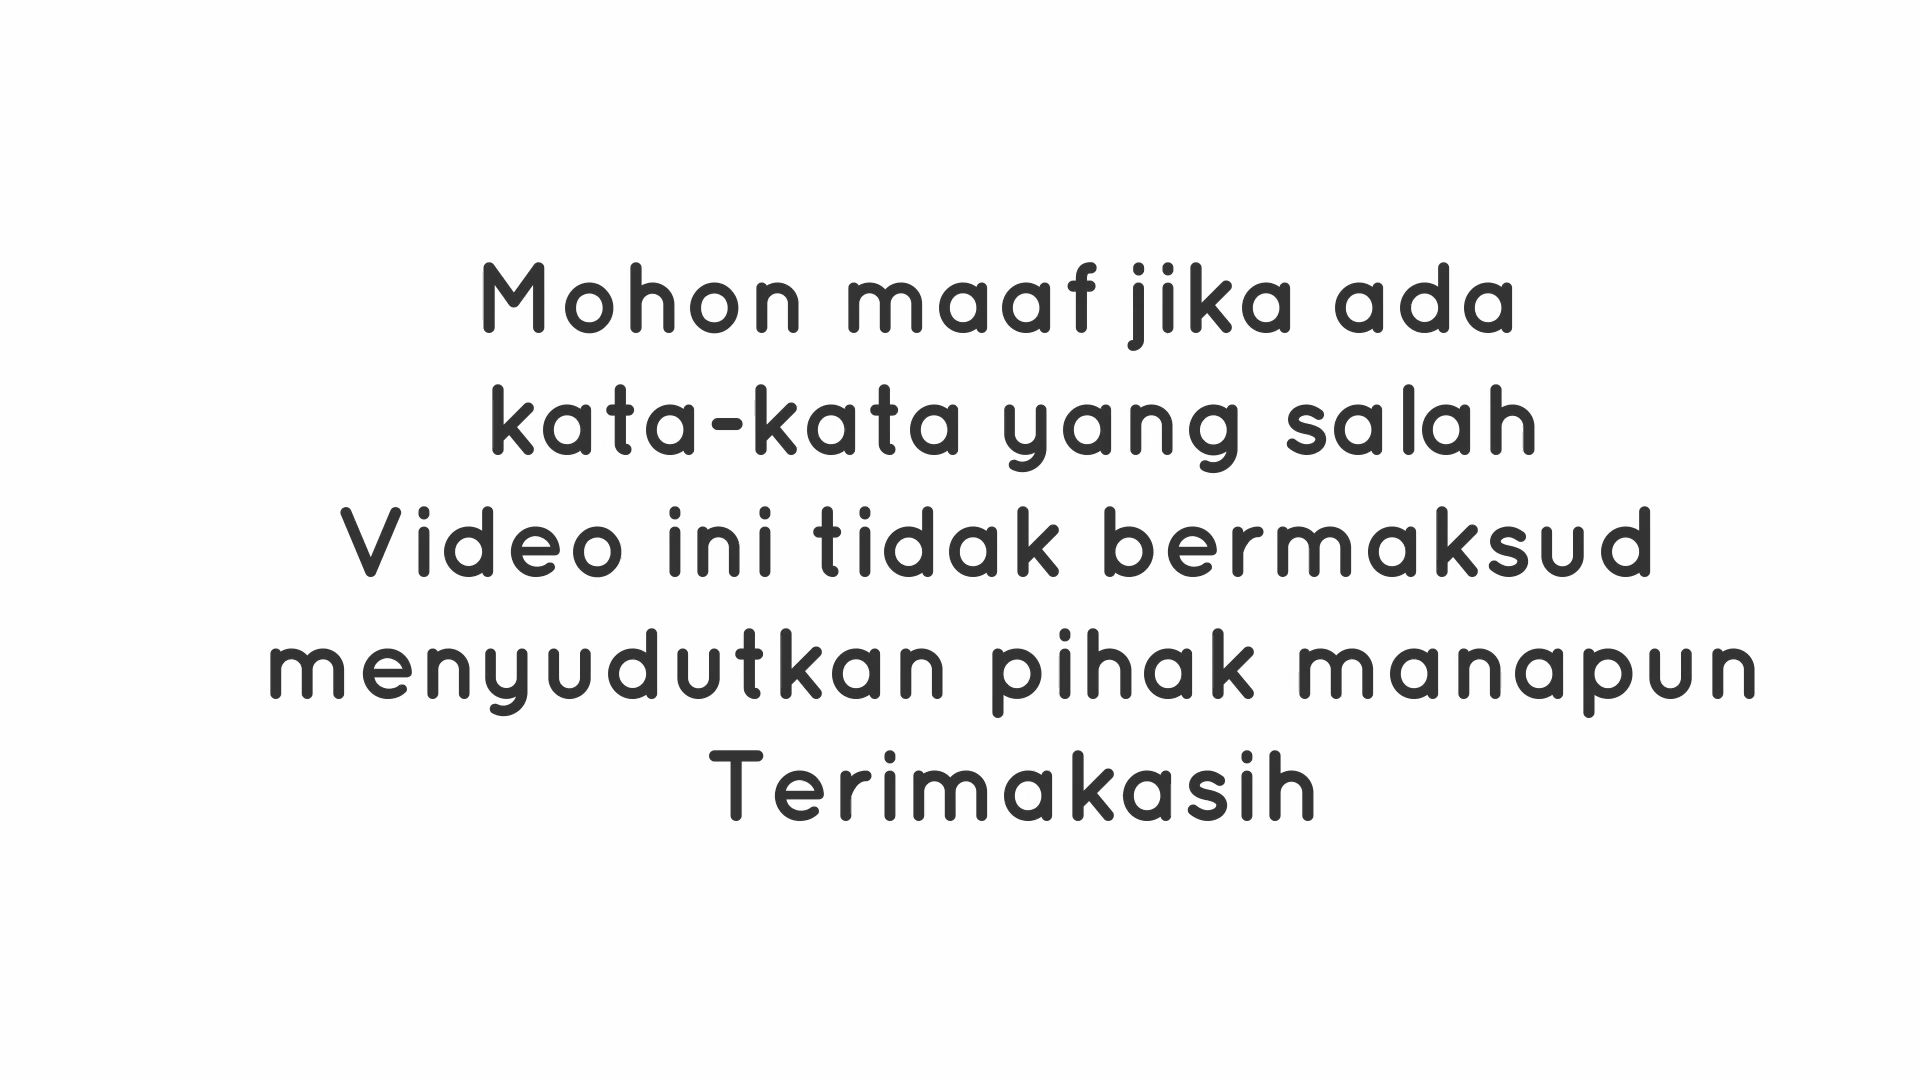 Mohon maaf jika ada
kata-kata yang salah
Video ini tidak bermaksud
menyudutkan pihak manapun
Terimakasih